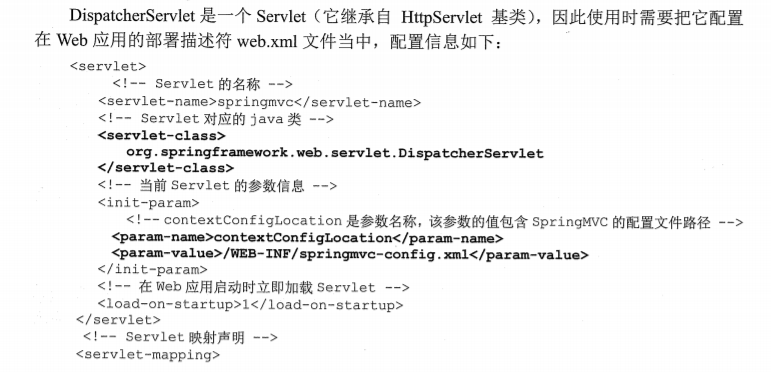 DispatcherServlet 是一个 Servlet（它继承自 HttpServlet 基类），因此使用时需要把它配置
在 Web 应用的部署描述符 web.xml 文件当中，配置信息如下：
<servlet>
<!-- Servlet 的名称 -->
<servlet-name>springmvc</servlet-name>
<!-- Servlet 对应的 java 类 -->
<servlet-class>
org.springframework.web.servlet.DispatcherServlet
</servlet-class>
<!-- 当前 Servlet 的参数信息 -->
<init-param>
<!-- contextConfigLocation 是参数名称，该参数的值包含 SpringMVC 的配置文件路径 -->
<param-name>contextConfigLocation</param-name>
<param-value>/WEB-INF/springmvc-config.xml</param-value>
</init-param>
<!-- 在 Web 应用启动时立即加载 Servlet -->
<load-on-startup>1</load-on-startup>
</servlet>
<!-- Servlet 映射声明 -->
<servlet-mapping>